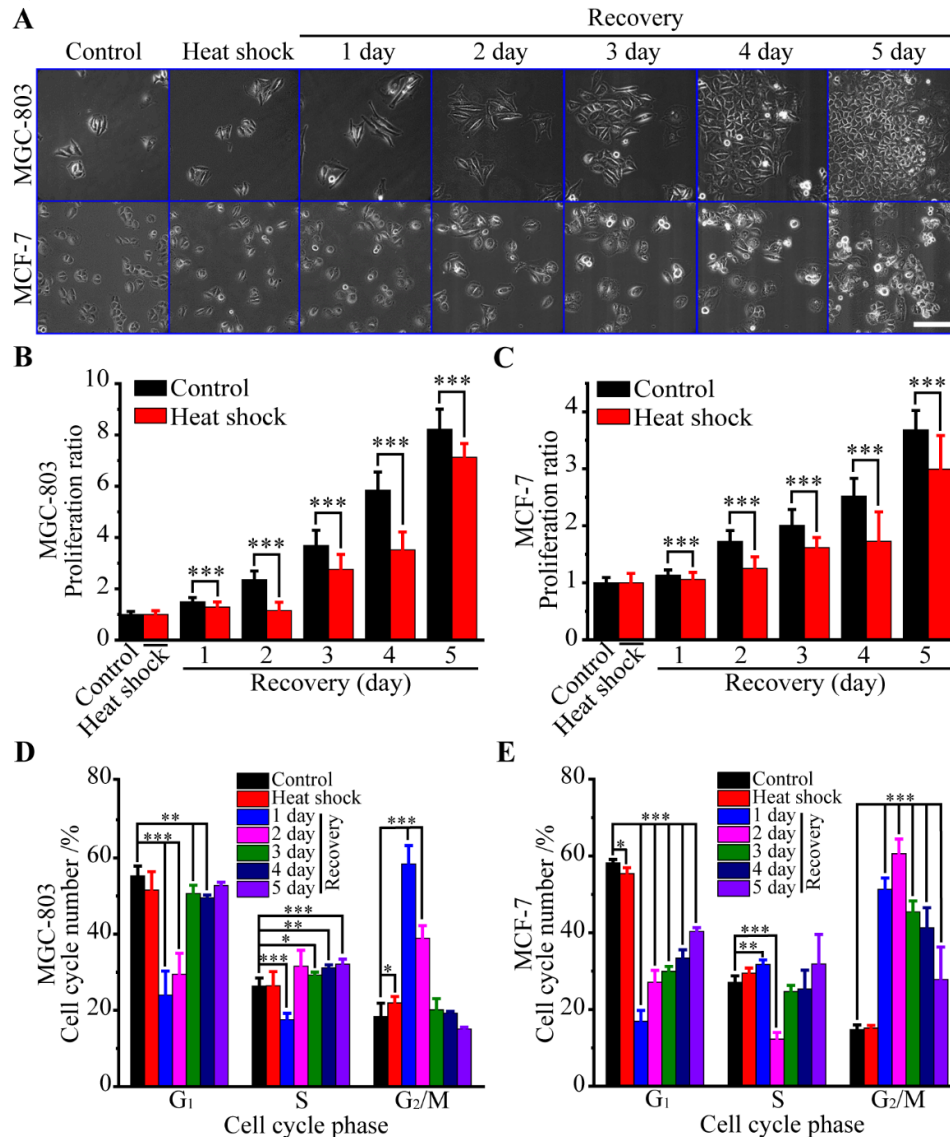 A
Recovery
Control Heat shock 1 day 2 day 3 day 4 day 5 day
MGC-803
MCF-7
B
MGC-803
Proliferation ratio
10
8
6
4
2
0
Control
Heat shock
***
***
***
***
***
Control
Heat shock
1 2 3 4 5
Recovery (day)
C
MCF-7
Proliferation ratio
4
3
2
1
0
Control
Heat shock
***
***
***
***
***
Control
Heat shock
1 2 3 4 5
Recovery (day)
D
MGC-803
Cell cycle number /%
80
60
40
20
0
Control
Heat shock
1 day
2 day
3 day
4 day
5 day
Recovery
**
***
***
**
*
***
***
*
G1 S G2/M
Cell cycle phase
E
MCF-7
Cell cycle number /%
80
60
40
20
0
Control
Heat shock
1 day
2 day
3 day
4 day
5 day
Recovery
***
*
***
**
***
G1 S G2/M
Cell cycle phase